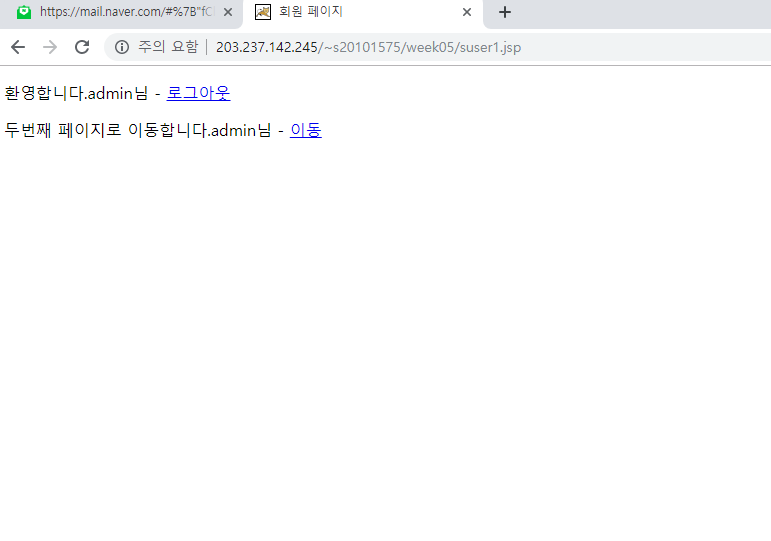 https://mail.naver.com/#%7B"fC
회원 페이지
주의 요함 | 203.237.142.245/~s20101575/week05/suser1.jsp
환영합니다.admin님 - 로그아웃
두번째 페이지로 이동합니다.admin님 - 이동